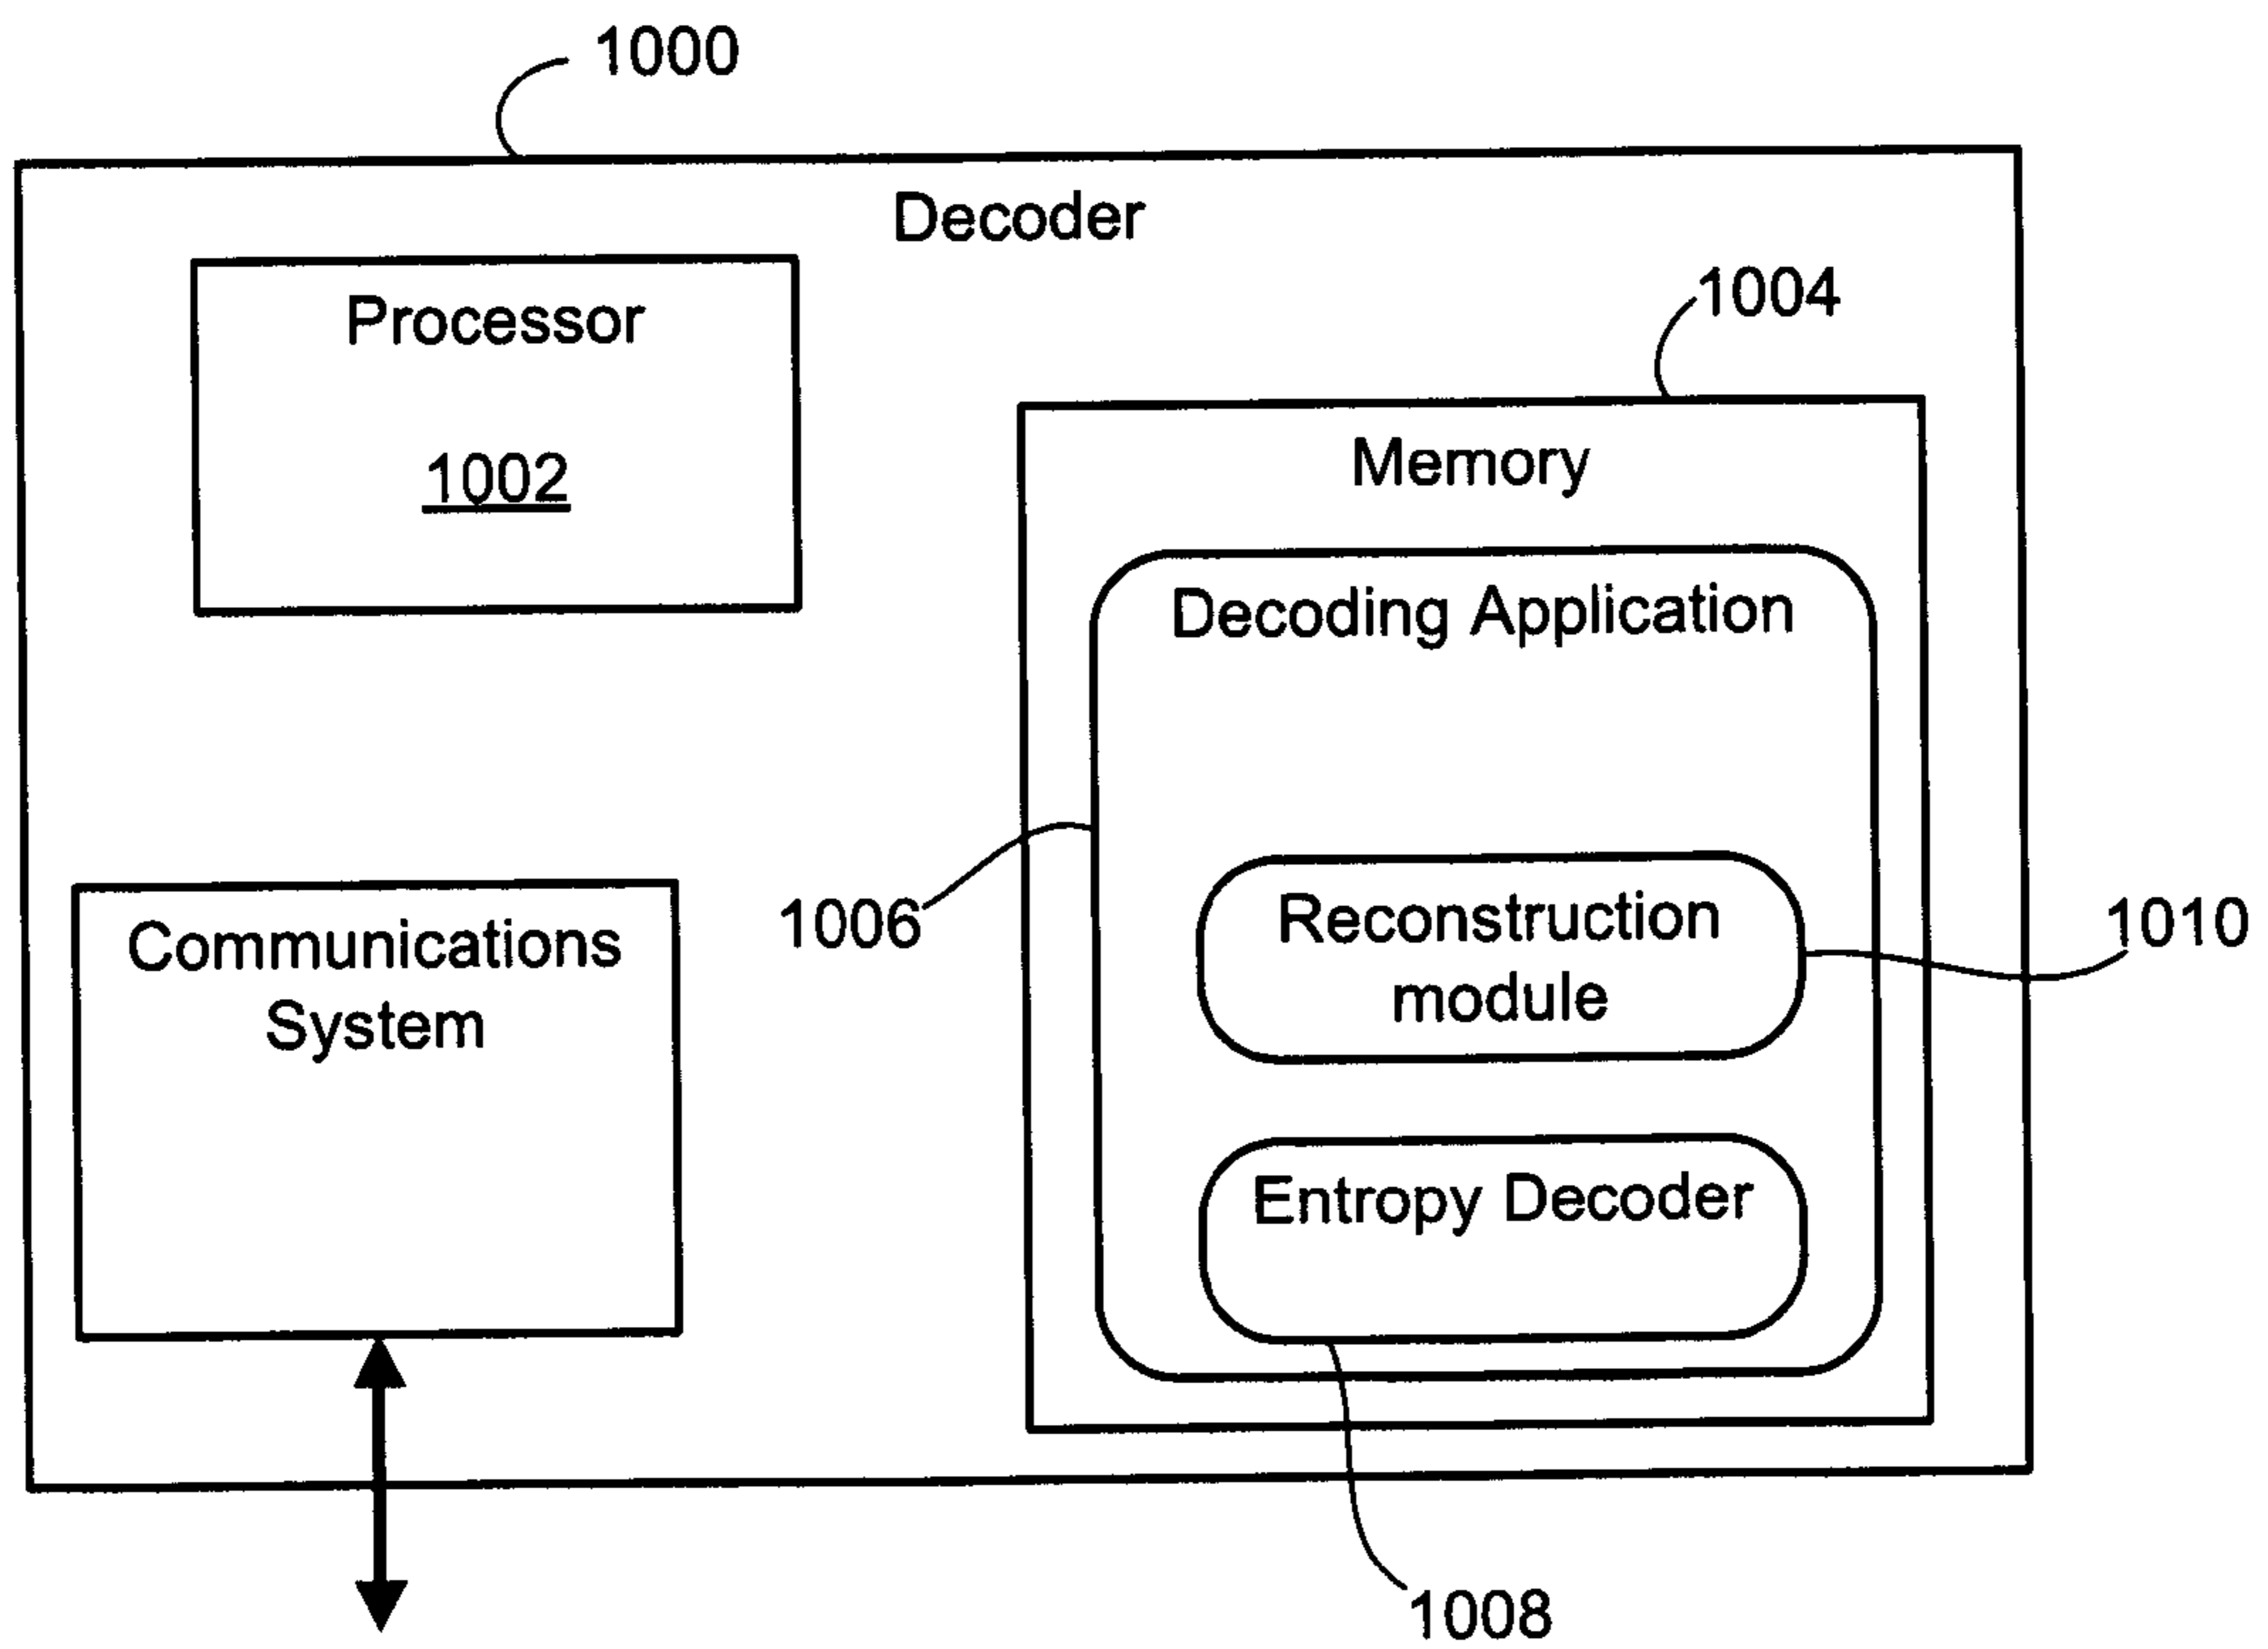 1000
Decoder
Processor
1002
1004
Memory
Decoding Application
Communications
System
1006
Reconstruction
module
1010
Entropy Decoder
1008